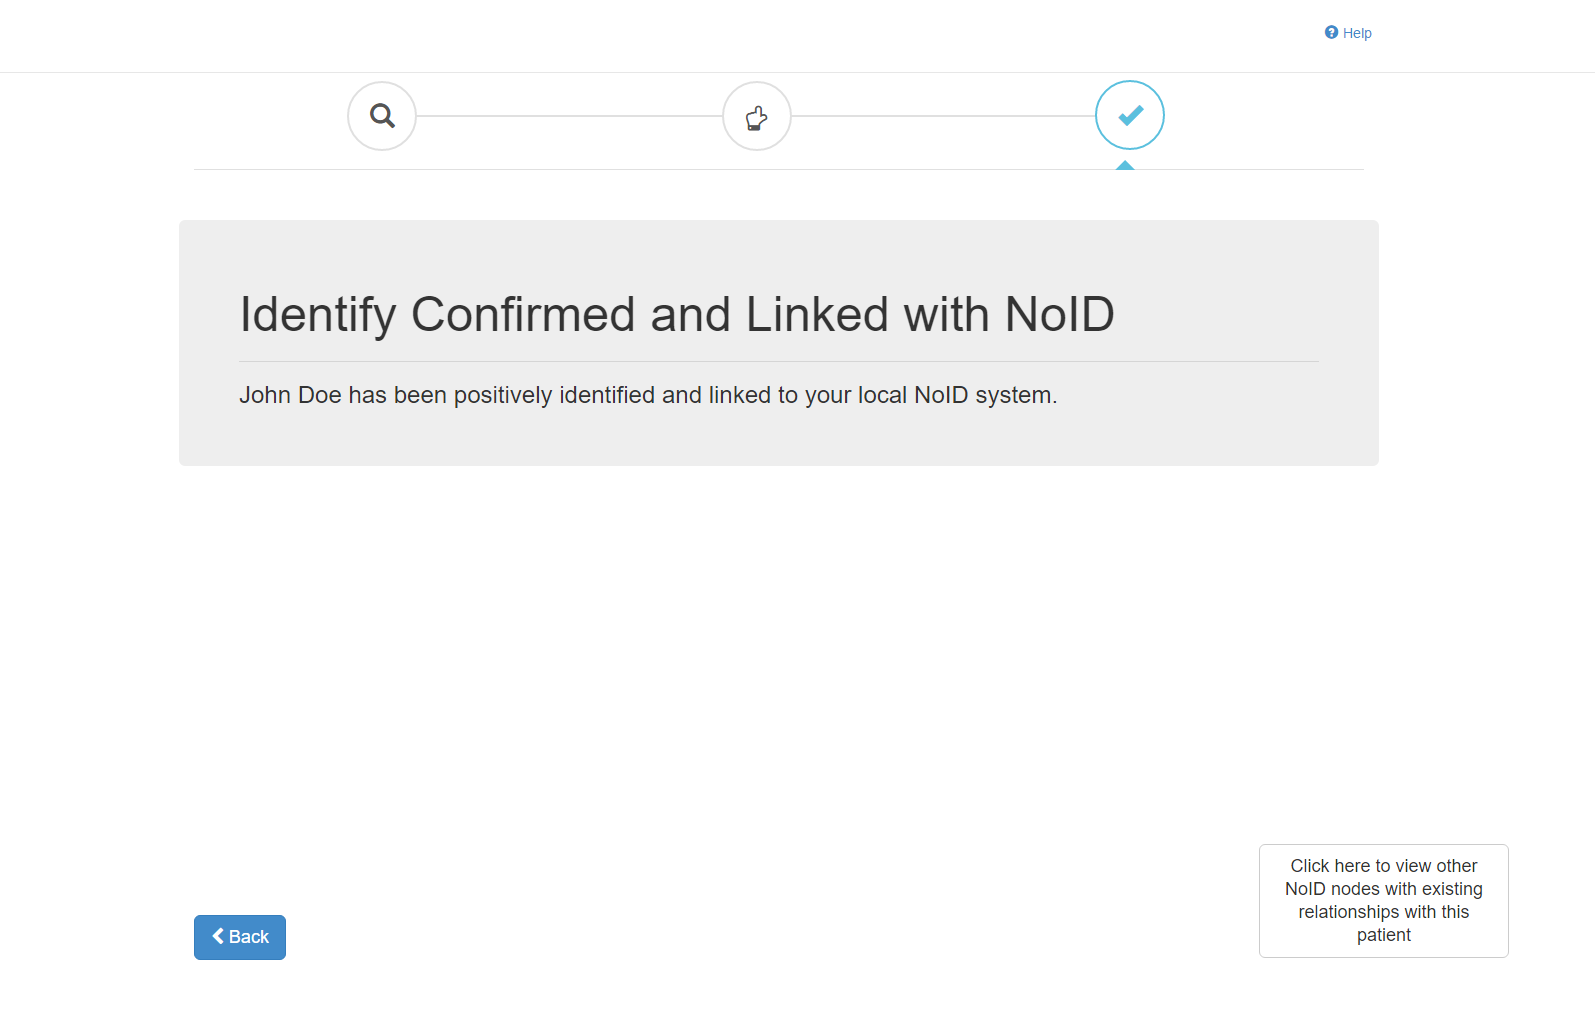 Help
Identify Confirmed and Linked with NoID
John Doe has been positively identified and linked to your local NoID system.
Click here to view other
NoID nodes with existing
relationships with this
patient
Back